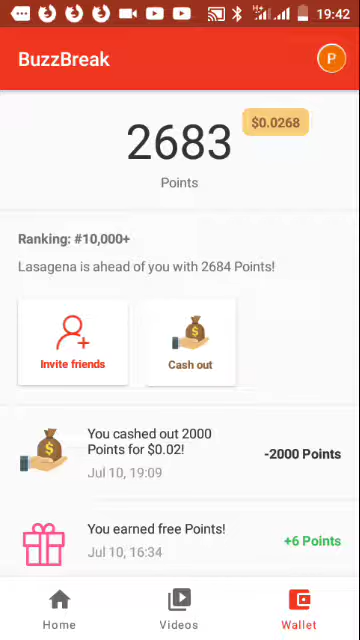 H+
19:42
BuzzBreak
P
2683
$0.0268
Points
Ranking: #10,000+
Lasagena is ahead of you with 2684 Points!
Invite friends
Cash out
You cashed out 2000
Points for $0.02!
-2000 Points
Jul 10, 19:09
You earned free Points!
+6 Points
Jul 10, 16:34
Home
Videos
Wallet